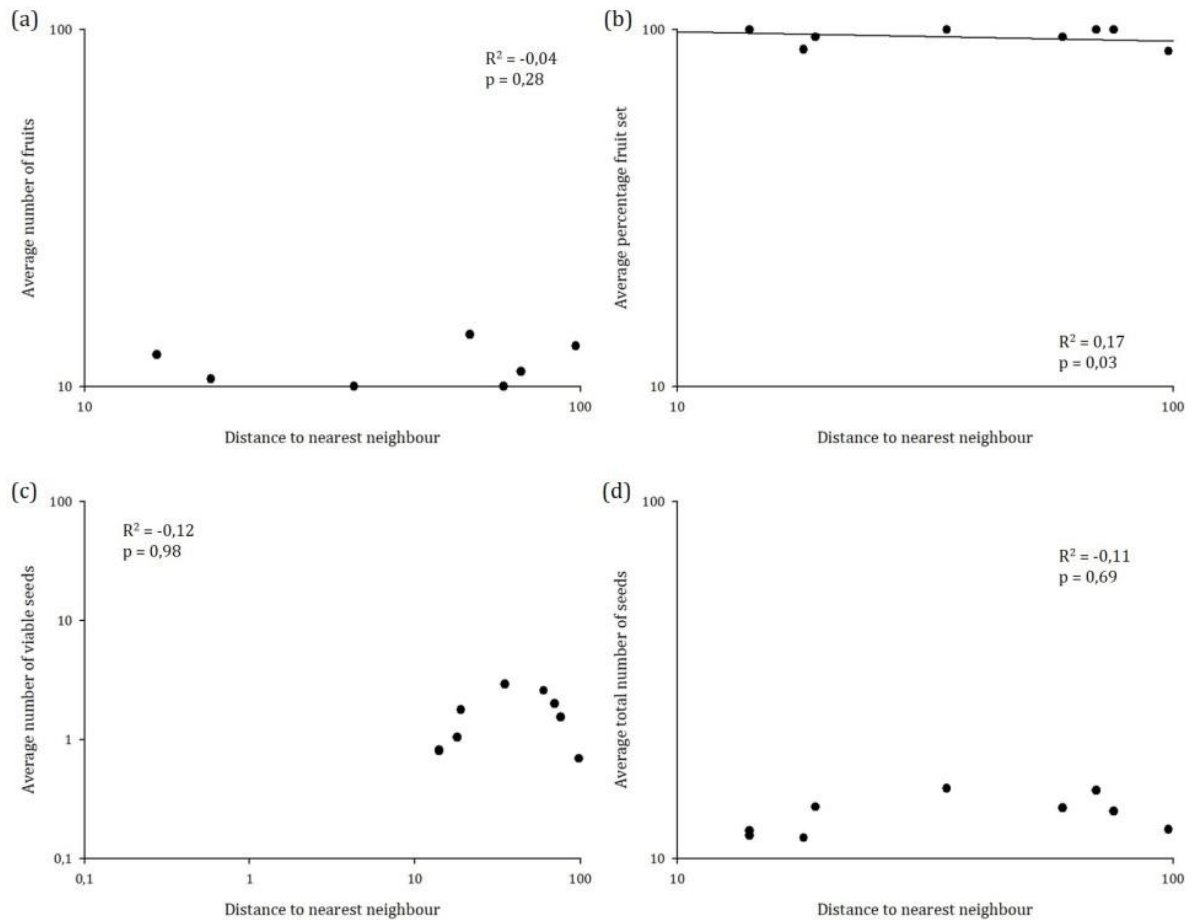 (a)
100
R² = -0,04
p = 0,28
Average number of fruits
10
10
100
Distance to nearest neighbour
(b)
100
Average percentage fruit set
R² = 0,17
p = 0,03
10
10
100
Distance to nearest neighbour
(c)
100
R² = -0,12
p = 0,98
10
Average number of viable seeds
1
0,1
0,1
1
10
100
Distance to nearest neighbour
(d)
100
R² = -0,11
p = 0,69
Average total number of seeds
10
10
100
Distance to nearest neighbour